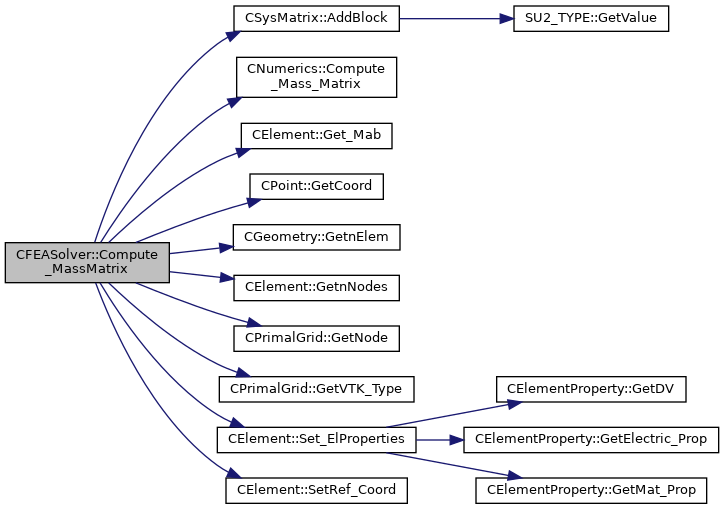 CFEASolver::Compute
_MassMatrix
CSysMatrix::AddBlock
SU2_TYPE::GetValue
CNumerics::Compute
_Mass_Matrix
CElement::Get_Mab
CPoint::GetCoord
CGeometry::GetnElem
CElement::GetnNodes
CPrimalGrid::GetNode
CPrimalGrid::GetVTK_Type
CElement::Set_ElProperties
CElementProperty::GetDV
CElementProperty::GetElectric_Prop
CElementProperty::GetMat_Prop
CElement::SetRef_Coord